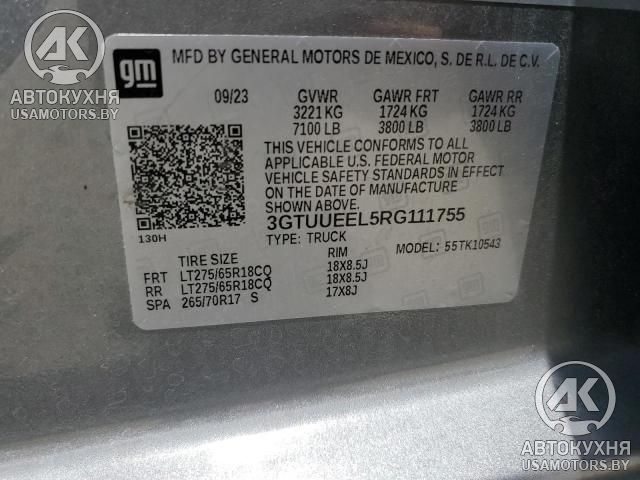 AK
АВТОКУХНЯ
USAMOTORS.BY
gm
MFD BY GENERAL MOTORS DE MEXICO, S. DE R.L. DE C.V.
09/23 GVWR GAWR FRT GAWR RR
3221 KG 1724 KG 1724 KG
7100 LB 3800 LB 3800 LB
THIS VEHICLE CONFORMS TO ALL
APPLICABLE U.S. FEDERAL MOTOR
VEHICLE SAFETY STANDARDS IN EFFECT
ON THE DATE OF MANUFACTURE
SHOWN ABOVE.
3GTUUEEL5RG111755
130H TYPE: TRUCK MODEL: 55TK10543
TIRE SIZE RIM
FRT LT275/65R18CQ 18X8.5J
RR LT275/65R18CQ 18X8.5J
SPA 265/70R17 S 17X8J
AK
АВТОКУХНЯ
USAMOTORS.BY